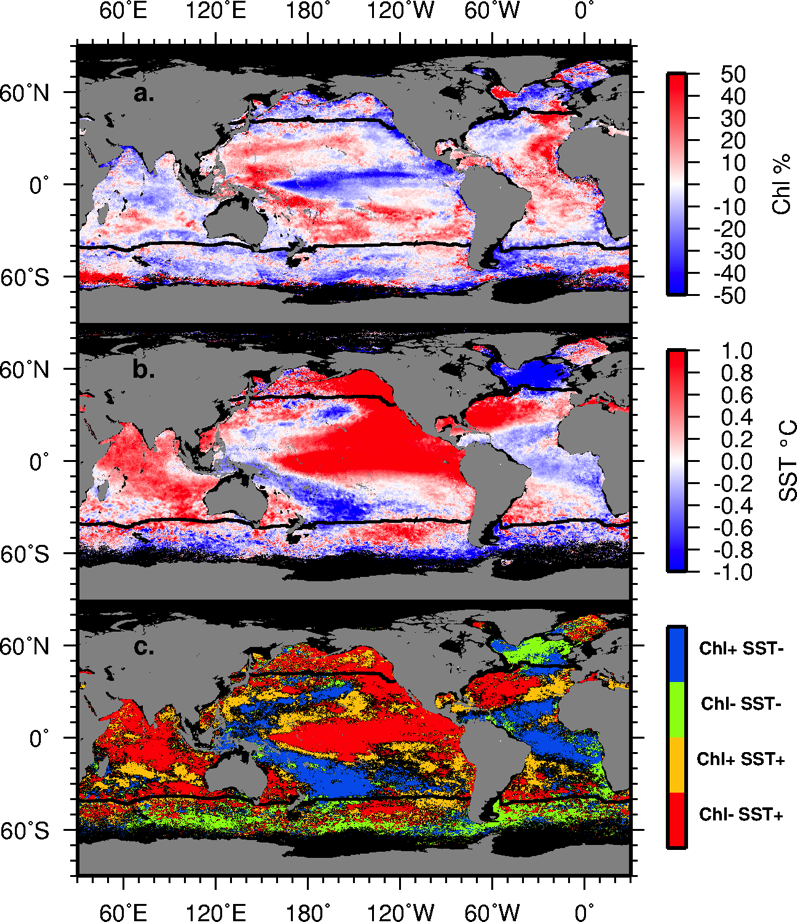 60˚E 120˚E 180˚ 120˚W 60˚W 0˚
a.
60˚N
0˚
60˚S
50
40
30
20
10
0
-10
-20
-30
-40
-50
Chl %
b.
60˚N
0˚
60˚S
1.0
0.8
0.6
0.4
0.2
0.0
-0.2
-0.4
-0.6
-0.8
-1.0
SST °C
c.
60˚N
0˚
60˚S
Chl+ SST-
Chl- SST-
Chl+ SST+
Chl- SST+
60˚E 120˚E 180˚ 120˚W 60˚W 0˚